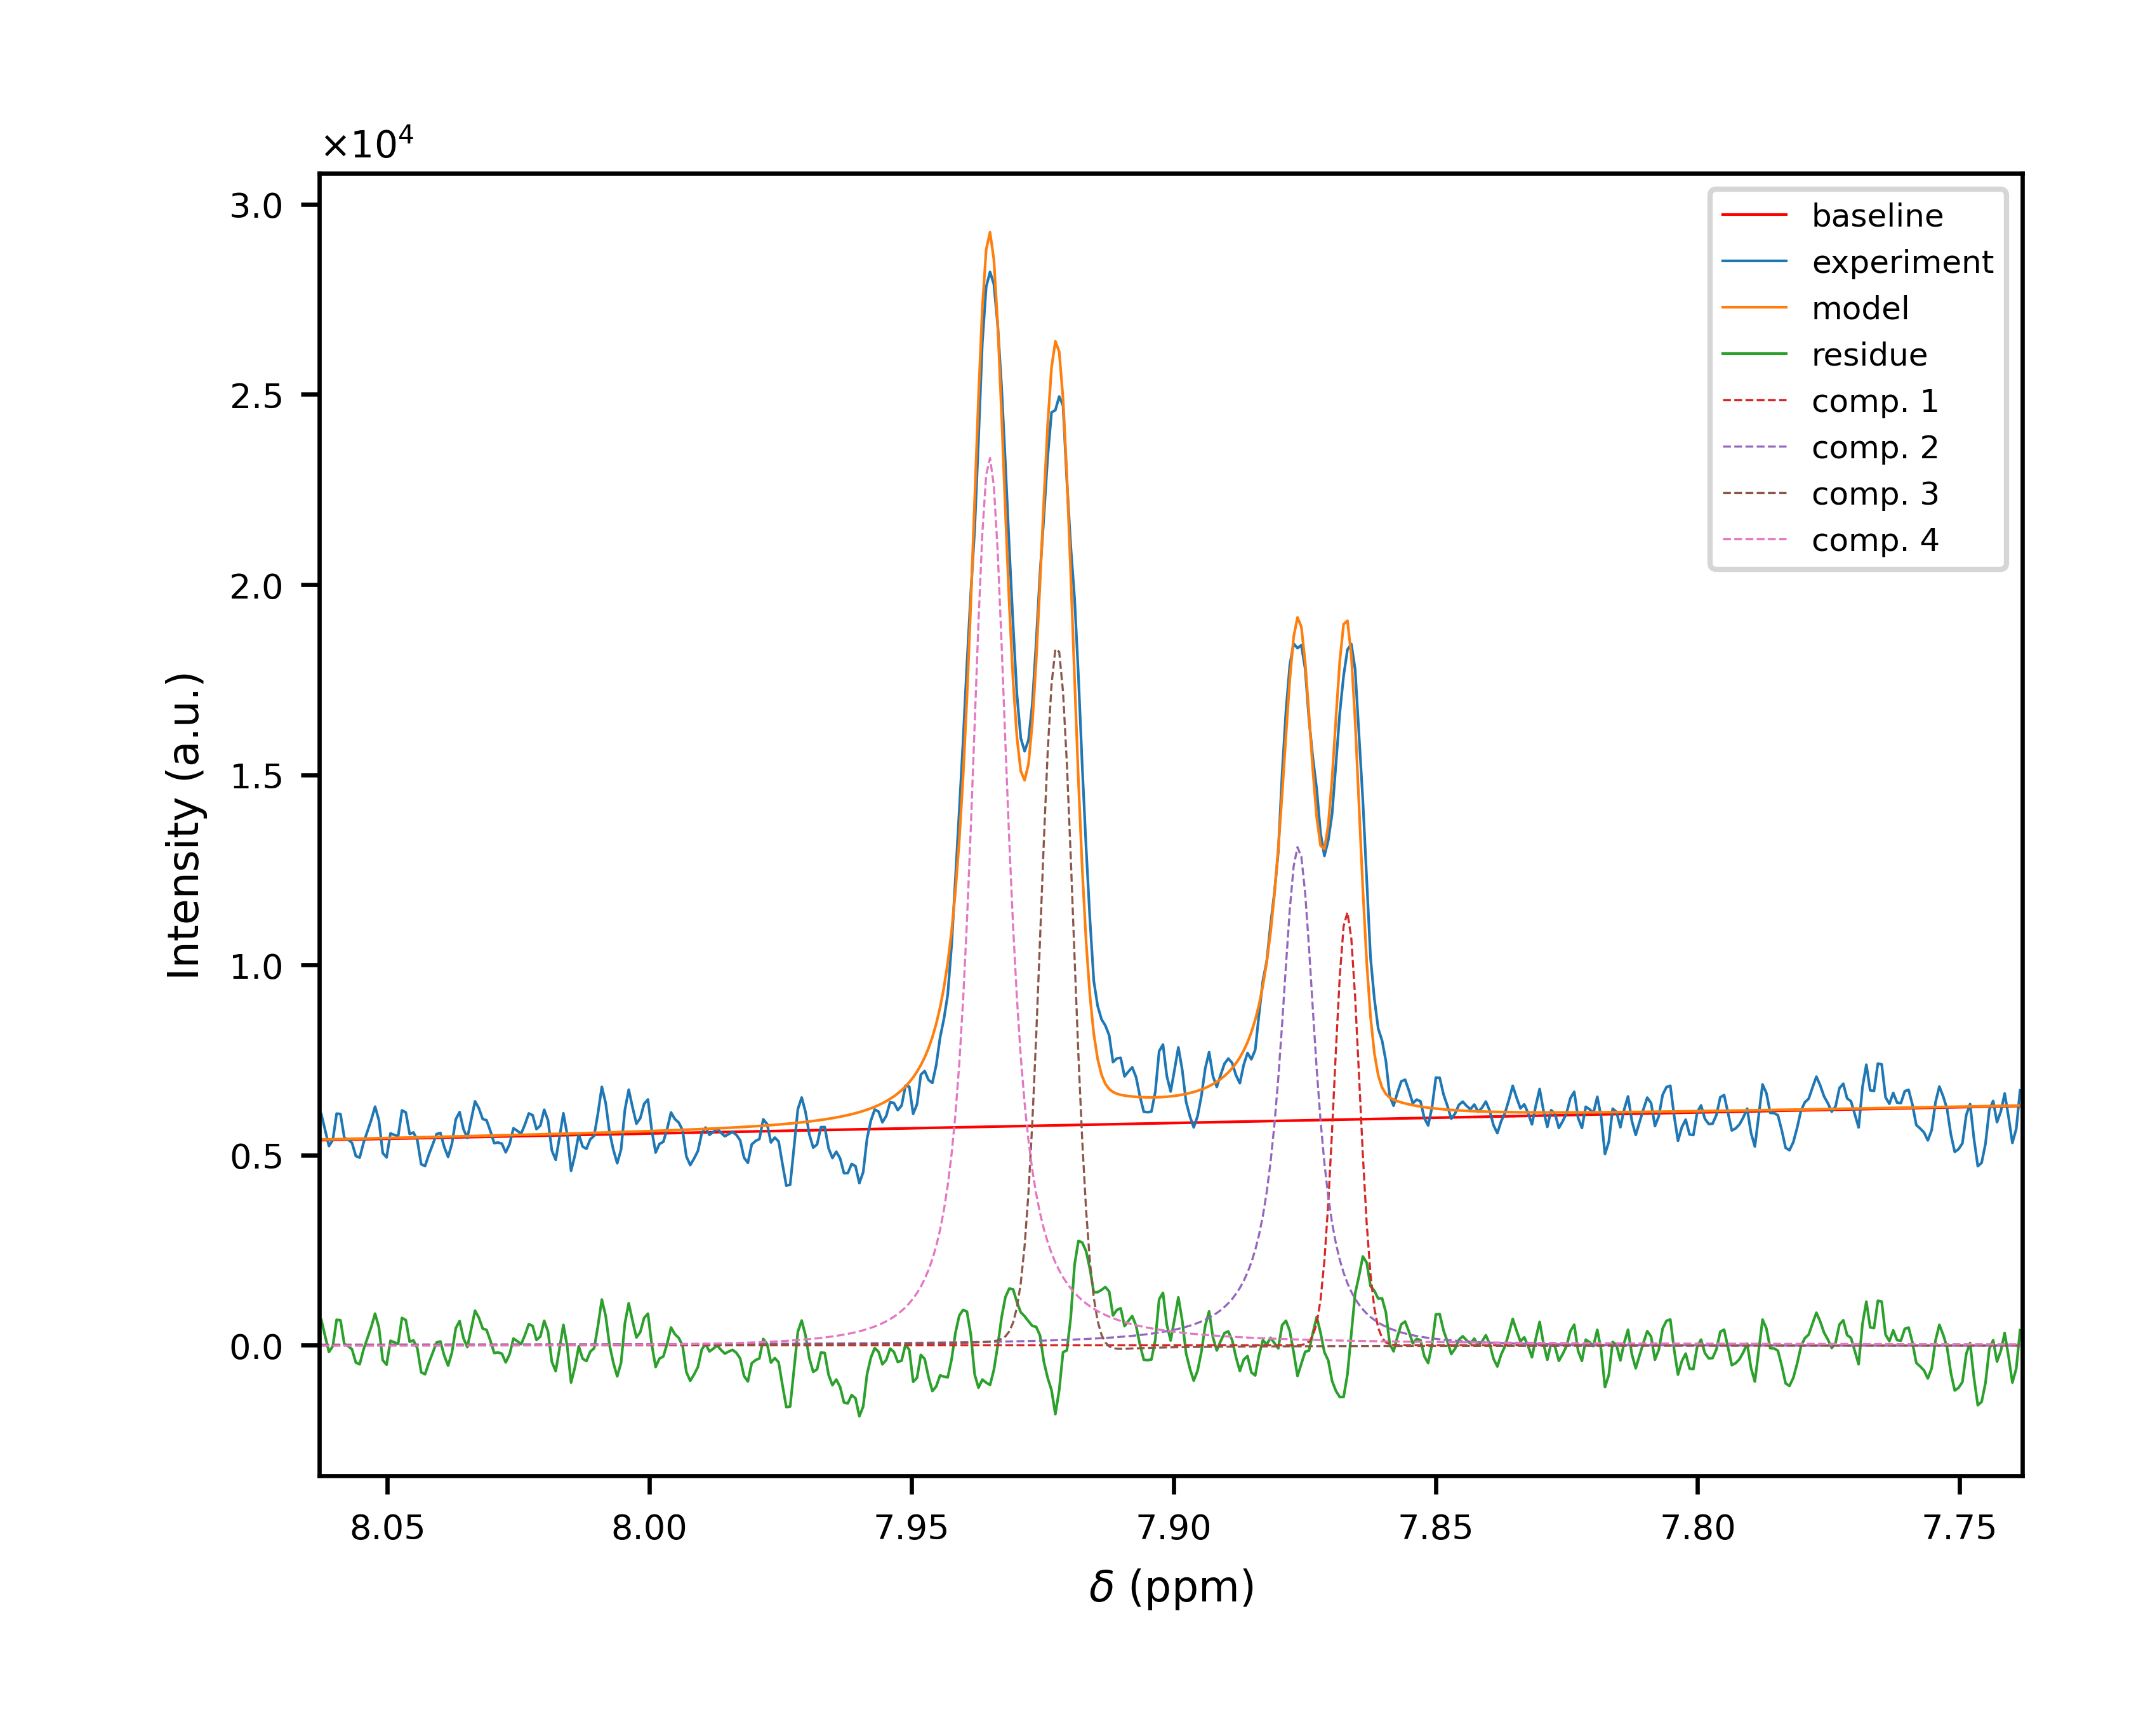 ×10⁴
3.0
2.5
2.0
1.5
1.0
0.5
0.0
Intensity (a.u.)
baseline
experiment
model
residue
comp. 1
comp. 2
comp. 3
comp. 4
8.05 8.00 7.95 7.90 7.85 7.80 7.75
δ (ppm)